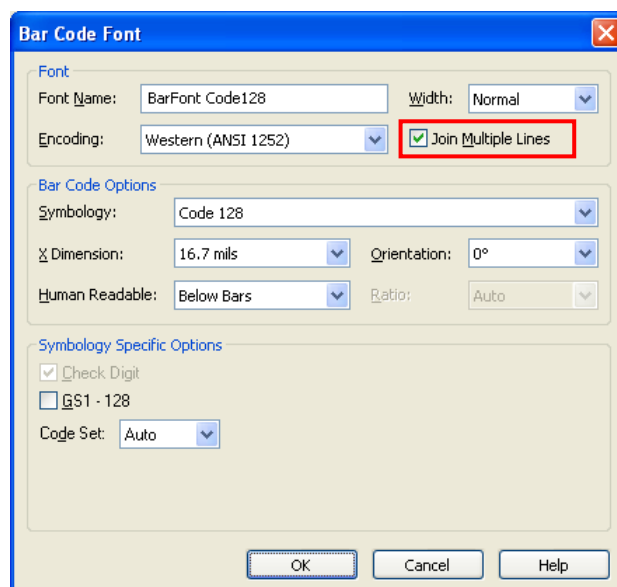 Bar Code Font
Font
Font Name: BarFont Code128 Width: Normal
Encoding: Western (ANSI 1252) Join Multiple Lines
Bar Code Options
Symbology: Code 128
X Dimension: 16.7 mils Orientation: 0°
Human Readable: Below Bars Ratio: Auto
Symbology Specific Options
Check Digit
GS1 - 128
Code Set: Auto
OK Cancel Help